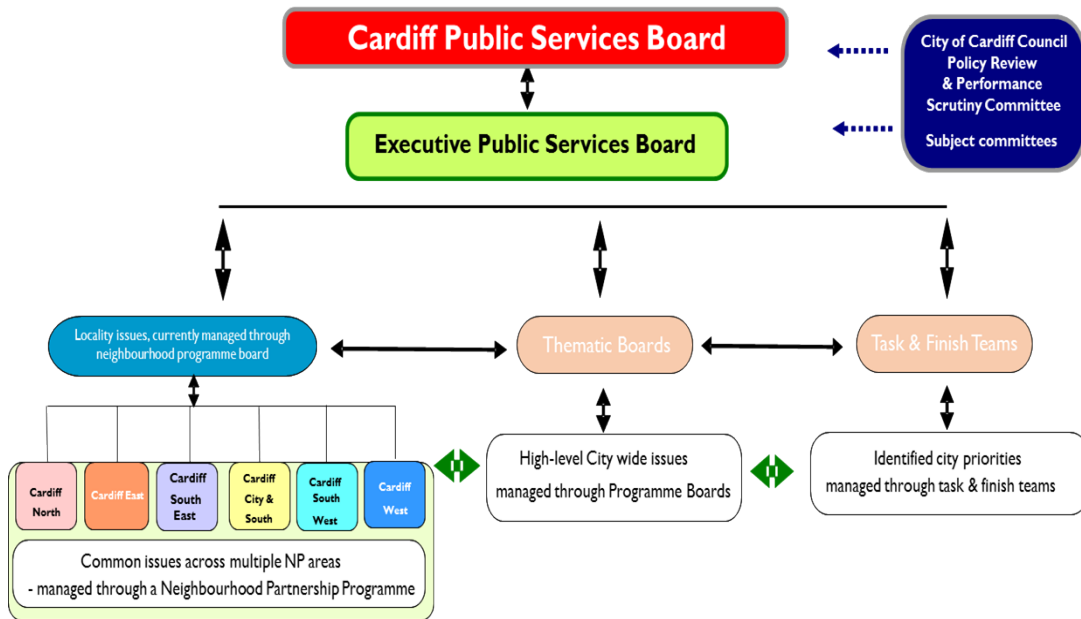 Cardiff Public Services Board
City of Cardiff Council
Policy Review
& Performance
Scrutiny Committee
Subject committees
Executive Public Services Board
Locality issues, currently managed through
neighbourhood programme board
Thematic Boards
Task & Finish Teams
Cardiff
North
Cardiff East
Cardiff
South
East
Cardiff
City &
South
Cardiff
South
West
Cardiff
West
High-level City wide issues
managed through Programme Boards
Identified city priorities
managed through task & finish teams
Common issues across multiple NP areas
- managed through a Neighbourhood Partnership Programme